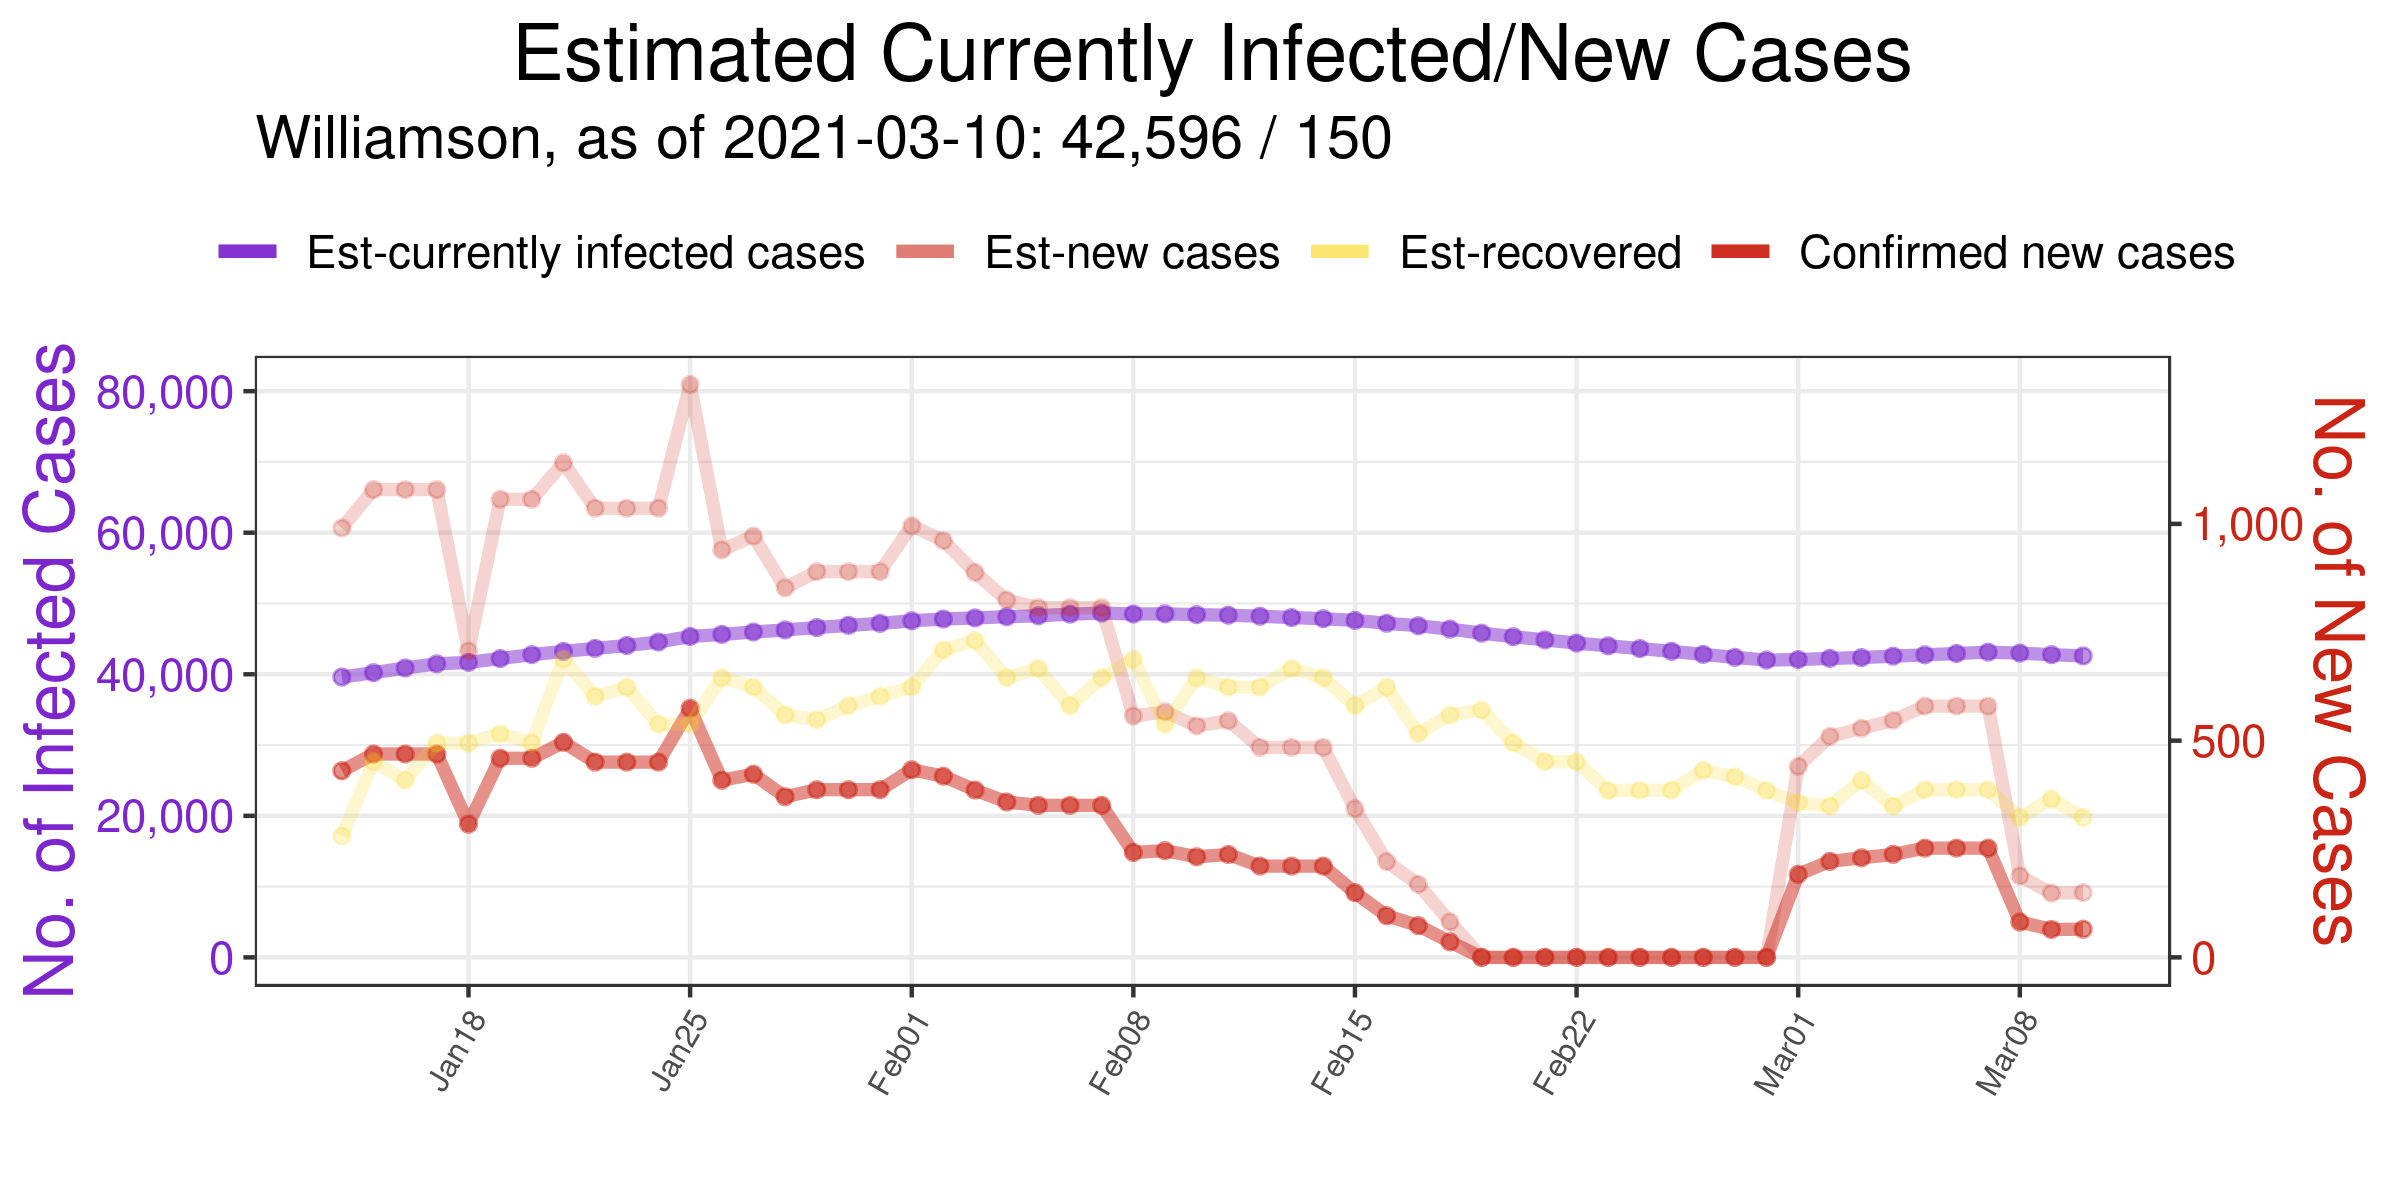 Estimated Currently Infected/New Cases
Williamson, as of 2021-03-10: 42,596 / 150
Est-currently infected cases Est-new cases Est-recovered Confirmed new cases
No. of Infected Cases
80,000
60,000
40,000
20,000
0
1,000
500
0
No. of New Cases
Jan18 Jan25 Feb01 Feb08 Feb15 Feb22 Mar01 Mar08